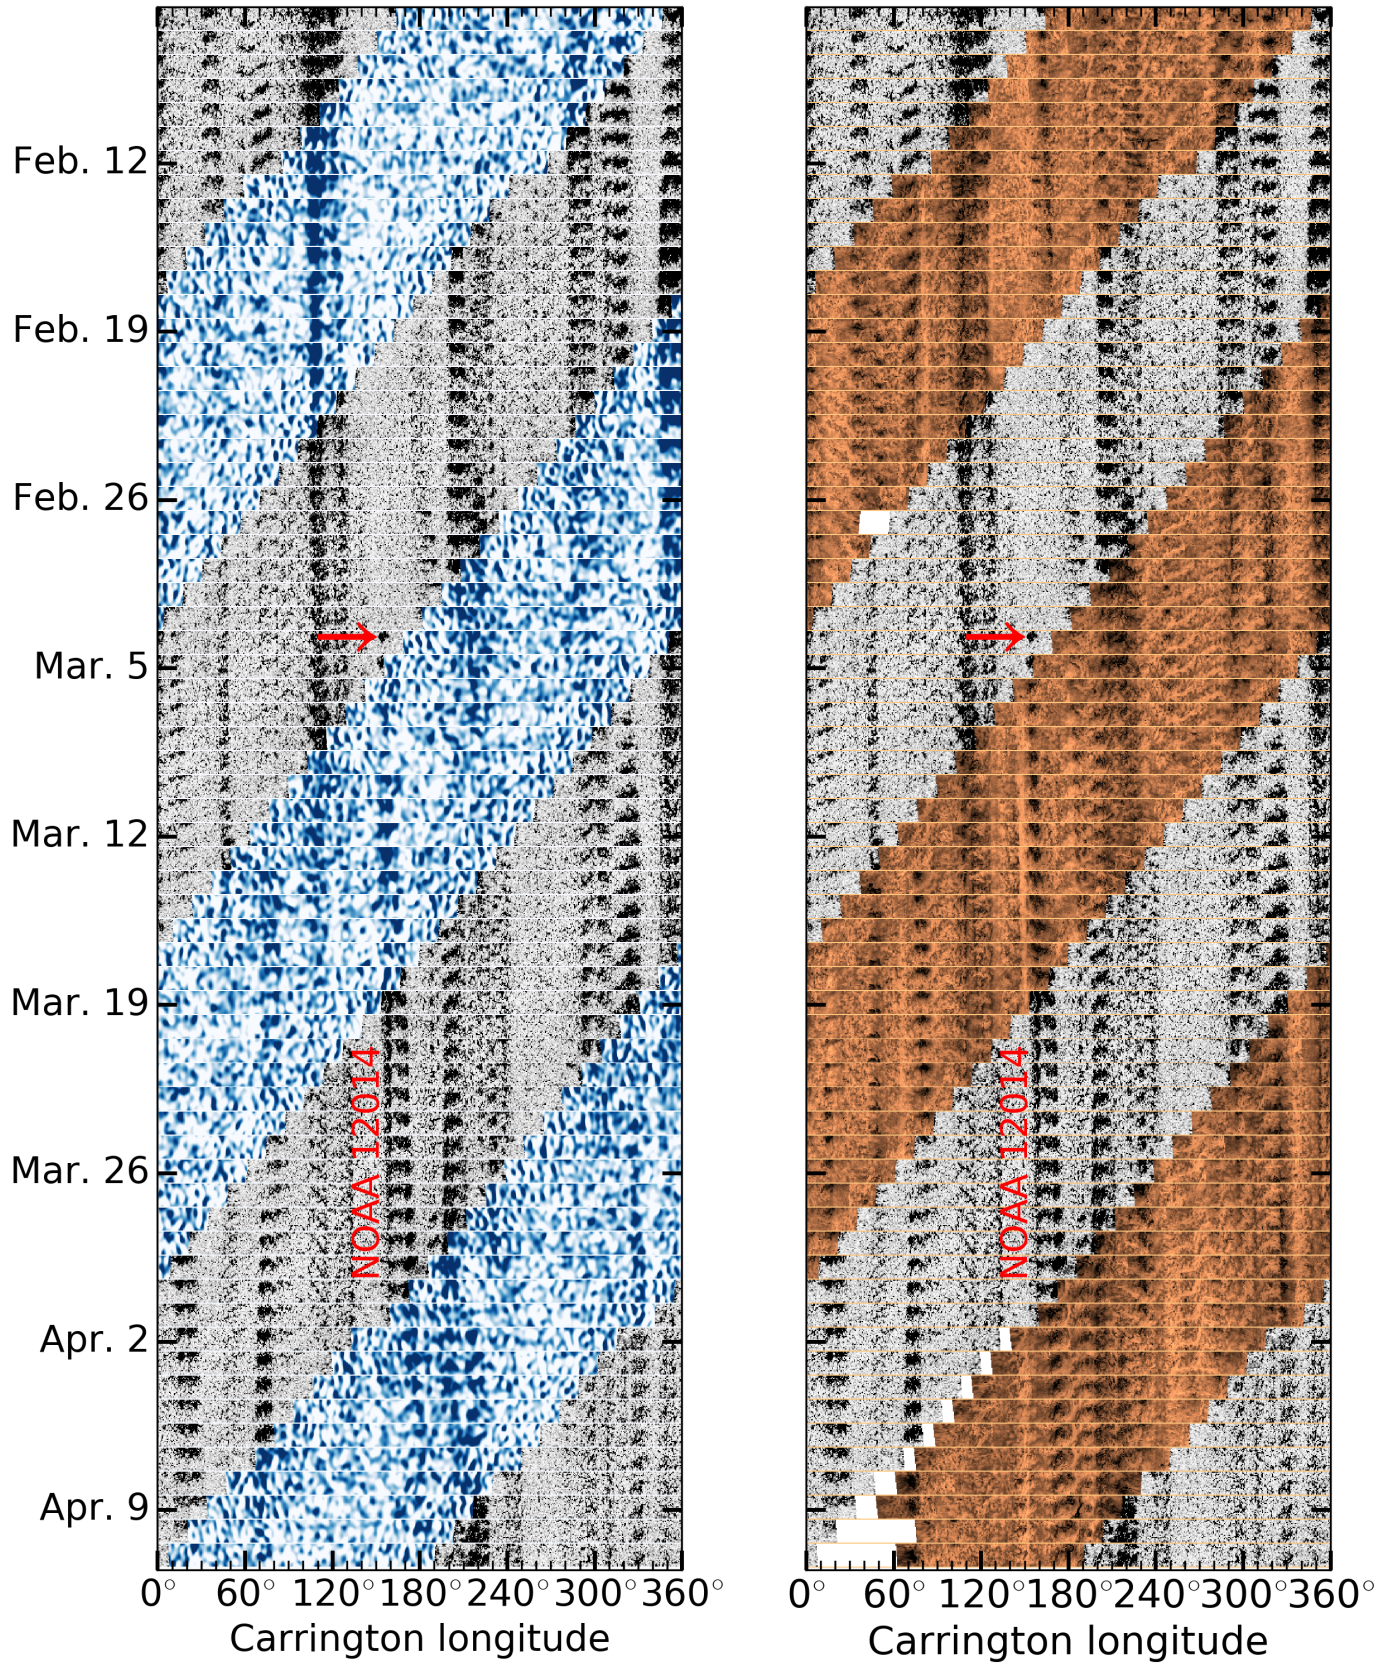 Feb. 12
Feb. 19
Feb. 26
Mar. 5
Mar. 12
Mar. 19
Mar. 26
Apr. 2
Apr. 9
NOAA 12014
0° 60° 120° 180° 240° 300° 360°
Carrington longitude
NOAA 12014
0° 60° 120° 180° 240° 300° 360°
Carrington longitude